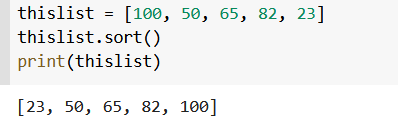 thislist = [100, 50, 65, 82, 23]
thislist.sort()
print(thislist)
[23, 50, 65, 82, 100]